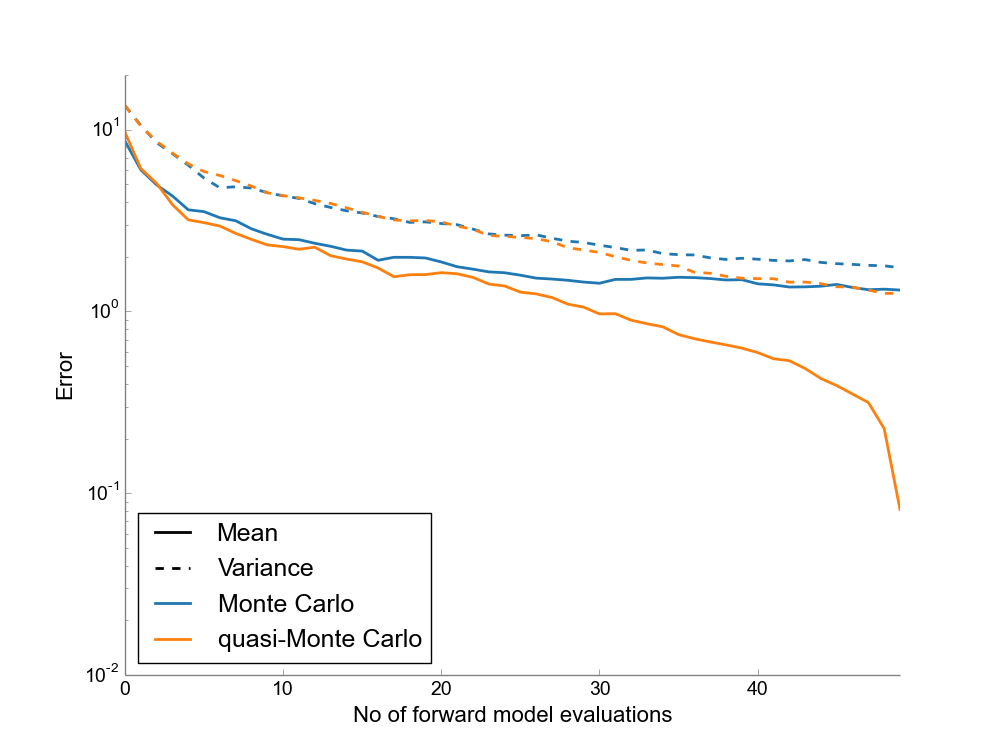 10^1
10^0
10^-1
10^-2
Error
Mean
Variance
Monte Carlo
quasi-Monte Carlo
0 10 20 30 40
No of forward model evaluations